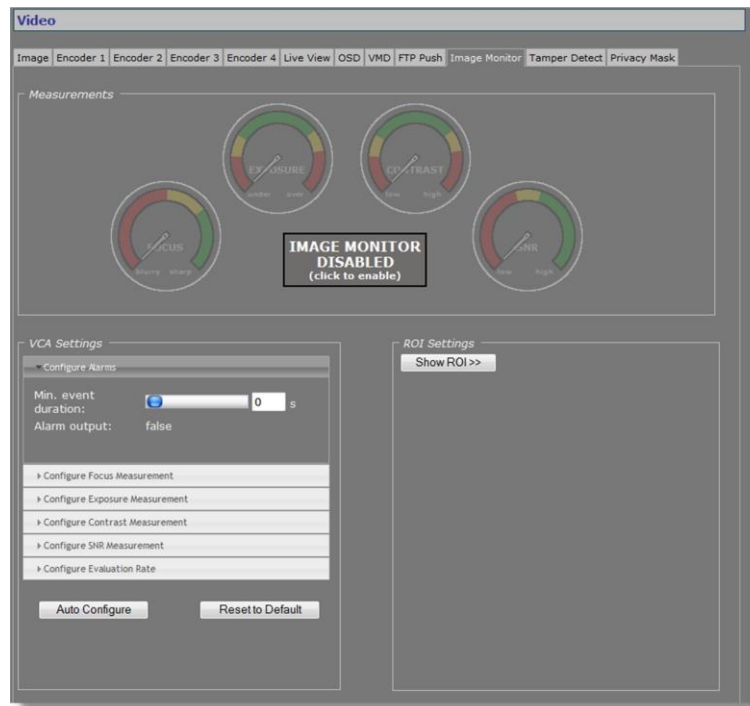 Video
Image Encoder 1 Encoder 2 Encoder 3 Encoder 4 Live View OSD VMD FTP Push Image Monitor Tamper Detect Privacy Mask
Measurements
EXPOSURE
under over
CONTRAST
low high
FOCUS
blurry sharp
SNR
low high
IMAGE MONITOR
DISABLED
(click to enable)
VCA Settings
Configure Alarms
Min. event
duration:
0 s
Alarm output: false
Configure Focus Measurement
Configure Exposure Measurement
Configure Contrast Measurement
Configure SNR Measurement
Configure Evaluation Rate
Auto Configure Reset to Default
ROI Settings
Show ROI >>